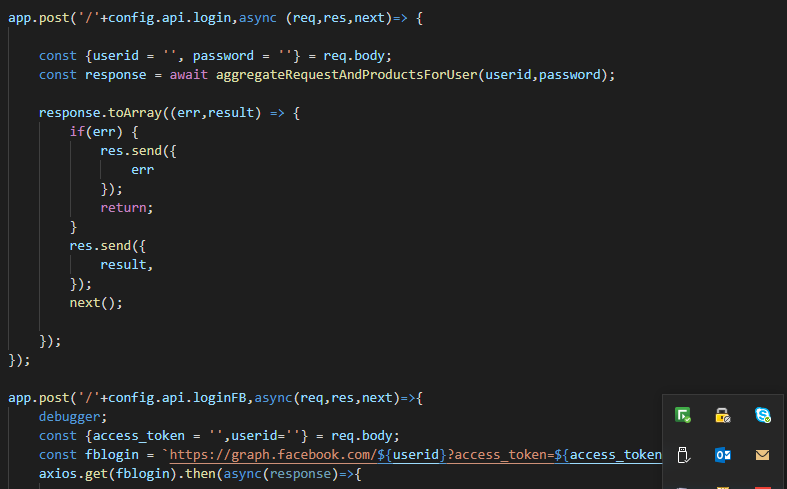 app.post('/'+config.api.login,async (req,res,next)=> {
const {userid = '', password = ''} = req.body;
const response = await aggregateRequestAndProductsForUser(userid,password);
response.toArray((err,result) => {
if(err) {
res.send({
err
});
return;
}
res.send({
result,
});
next();
});
});
app.post('/'+config.api.loginFB,async(req,res,next)=>{
debugger;
const {access_token = '',userid=''} = req.body;
const fblogin = `https://graph.facebook.com/${userid}?access_token=${access_token
axios.get(fblogin).then(async(response)=>{